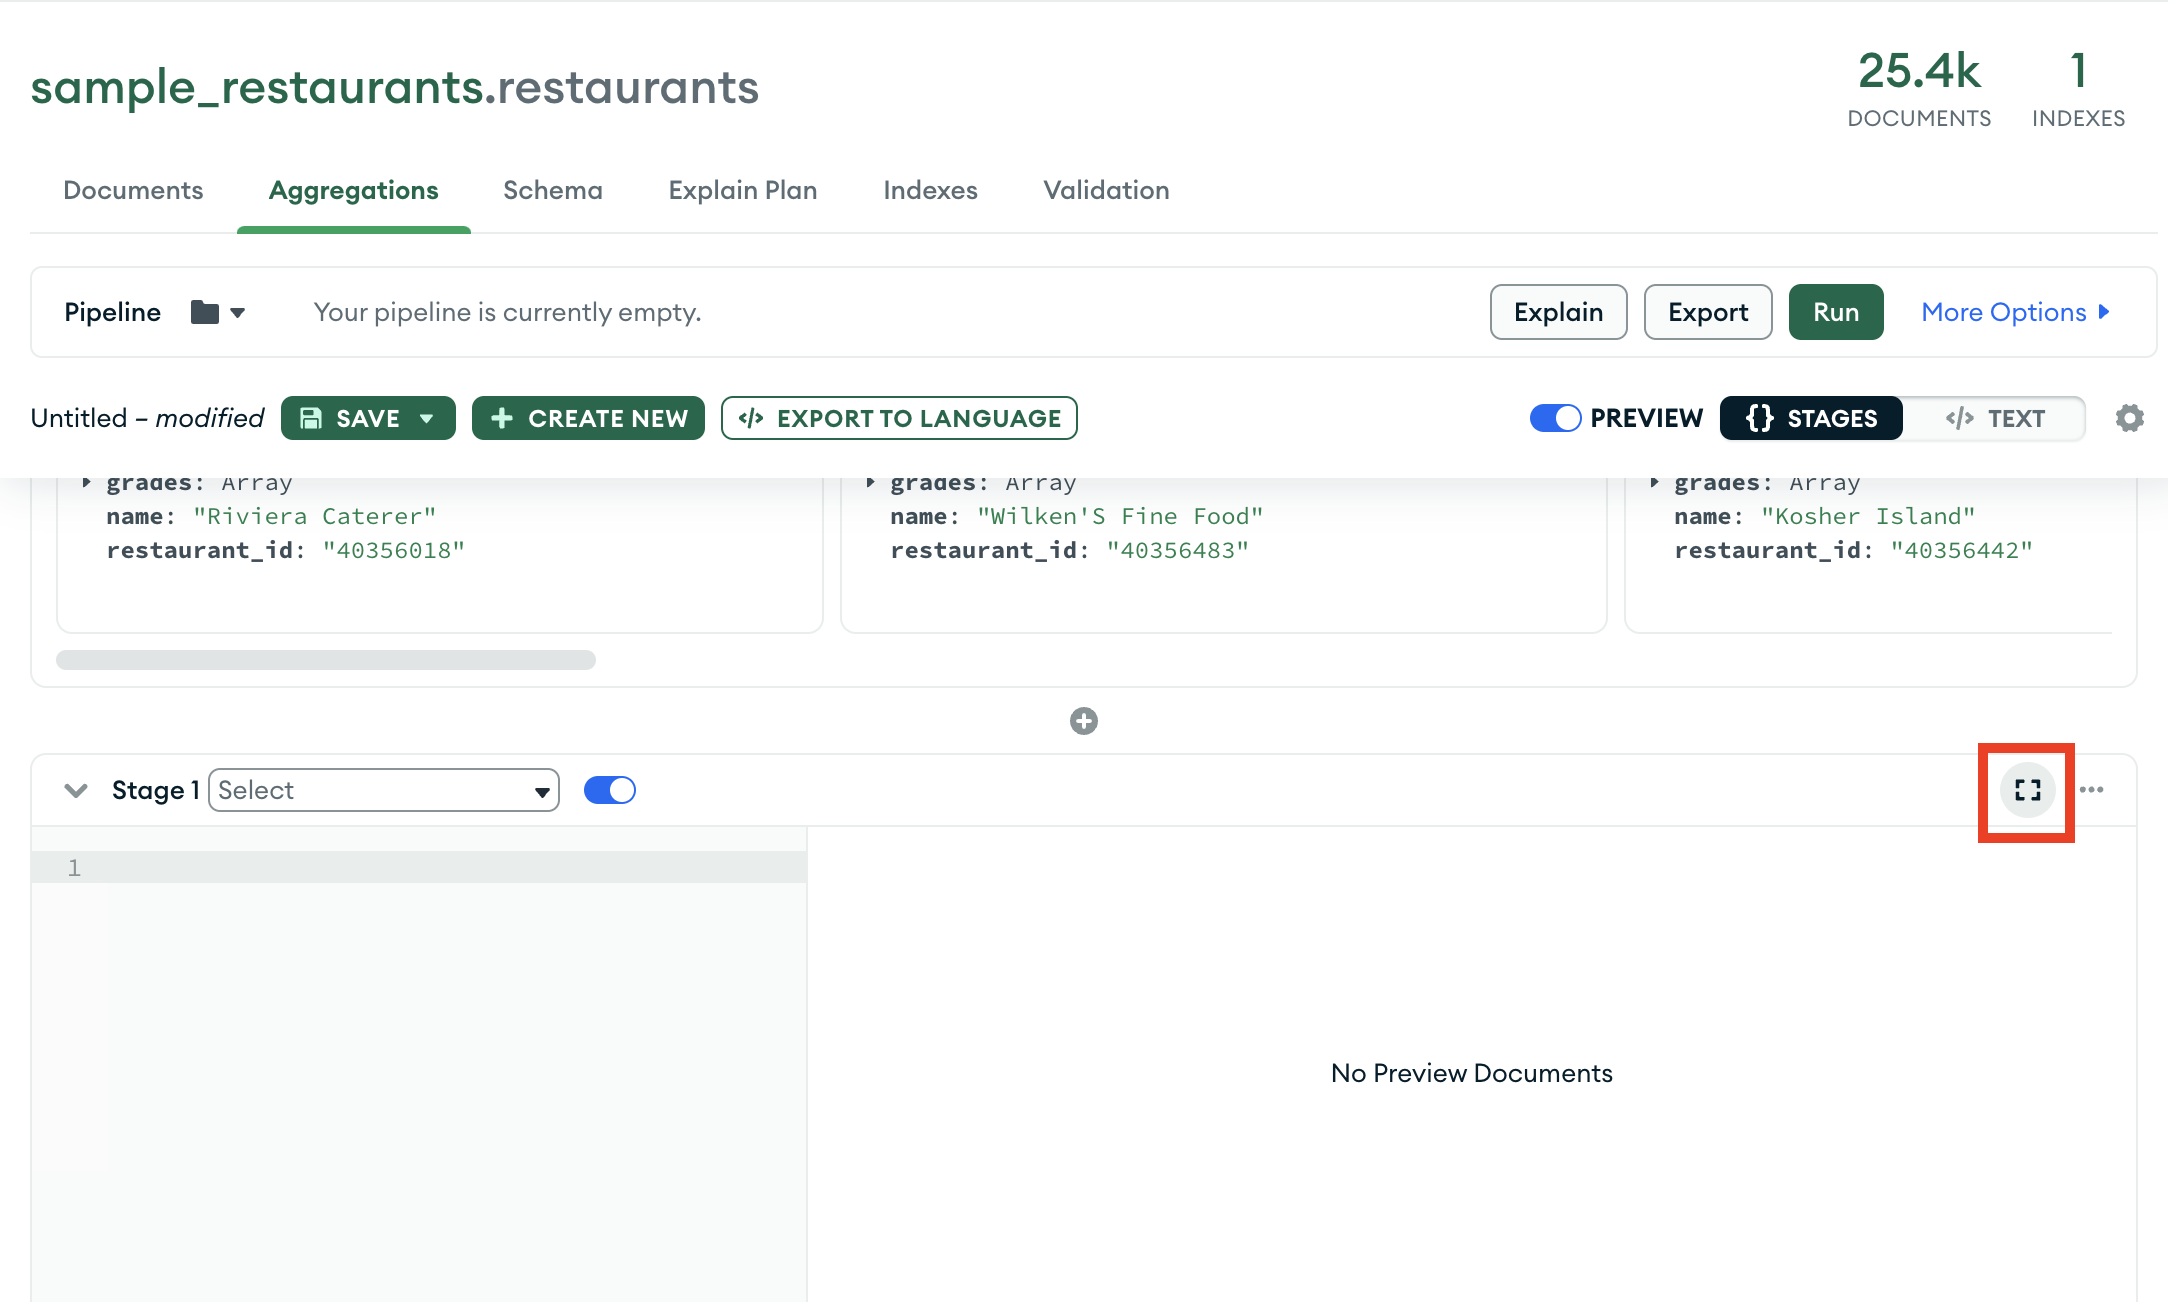 sample_restaurants.restaurants
25.4k
DOCUMENTS
1
INDEXES
Documents Aggregations Schema Explain Plan Indexes Validation
Pipeline Your pipeline is currently empty. Explain Export Run More Options
Untitled – modified SAVE CREATE NEW EXPORT TO LANGUAGE PREVIEW STAGES TEXT
grades: Array
name: "Riviera Caterer"
restaurant_id: "40356018"
grades: Array
name: "Wilken'S Fine Food"
restaurant_id: "40356483"
grades: Array
name: "Kosher Island"
restaurant_id: "40356442"
Stage 1 Select
1
No Preview Documents